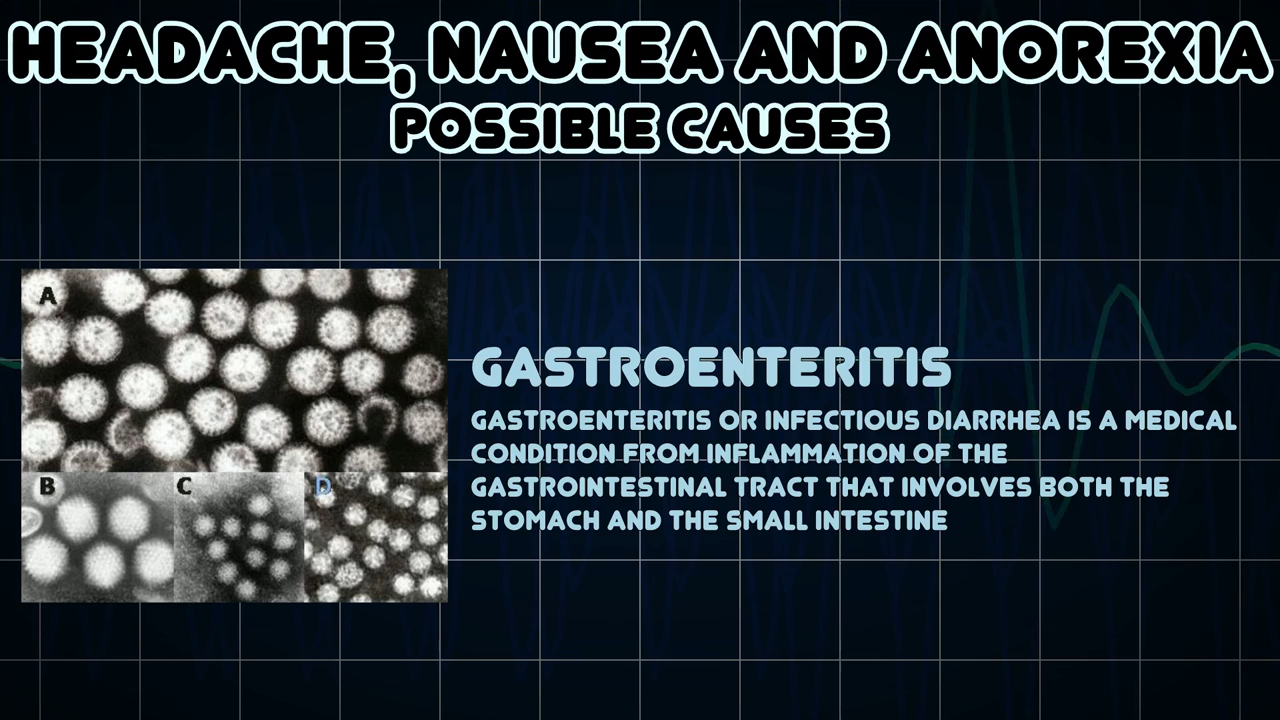 HEADACHE, NAUSEA AND ANOREXIA
POSSIBLE CAUSES
A
B
C
D
GASTROENTERITIS
GASTROENTERITIS OR INFECTIOUS DIARRHEA IS A MEDICAL
CONDITION FROM INFLAMMATION OF THE
GASTROINTESTINAL TRACT THAT INVOLVES BOTH THE
STOMACH AND THE SMALL INTESTINE